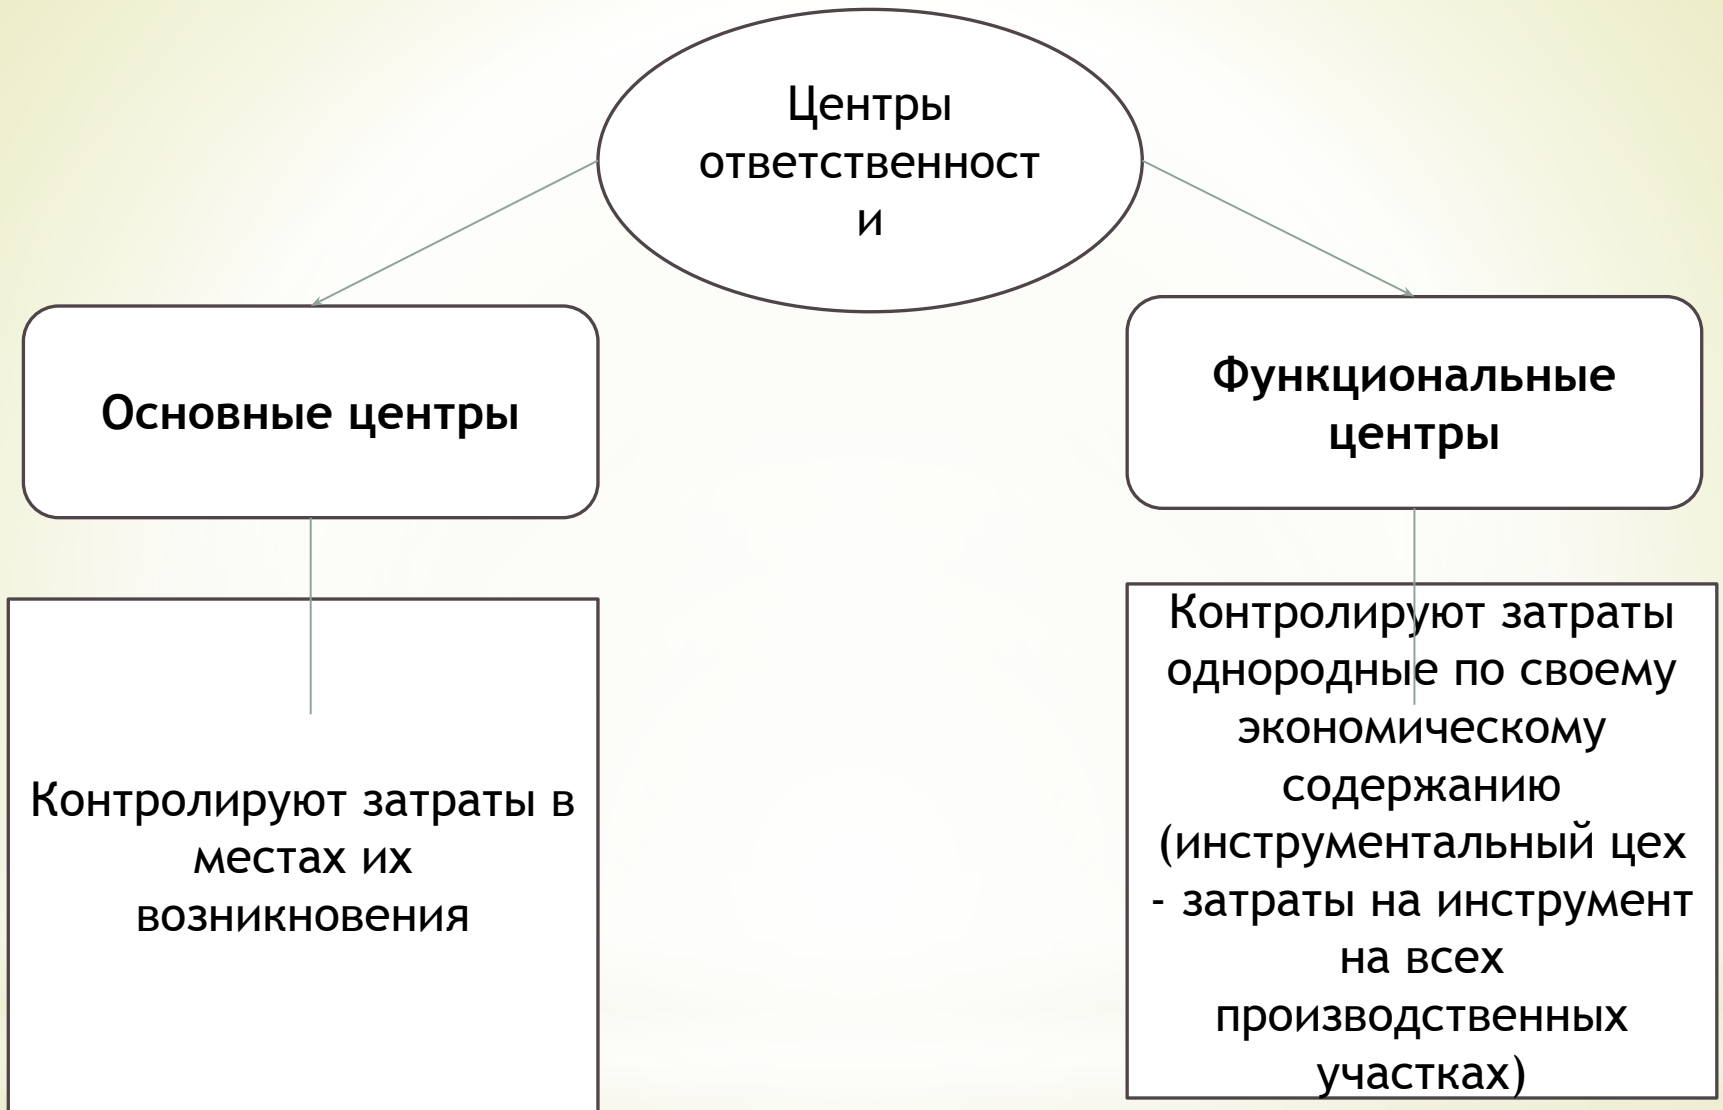 Центры
ответственност
и
Основные центры
Функциональные
центры
Контролируют затраты в
местах их
возникновения
Контролируют затраты
однородные по своему
экономическому
содержанию
(инструментальный цех
- затраты на инструмент
на всех
производственных
участках)